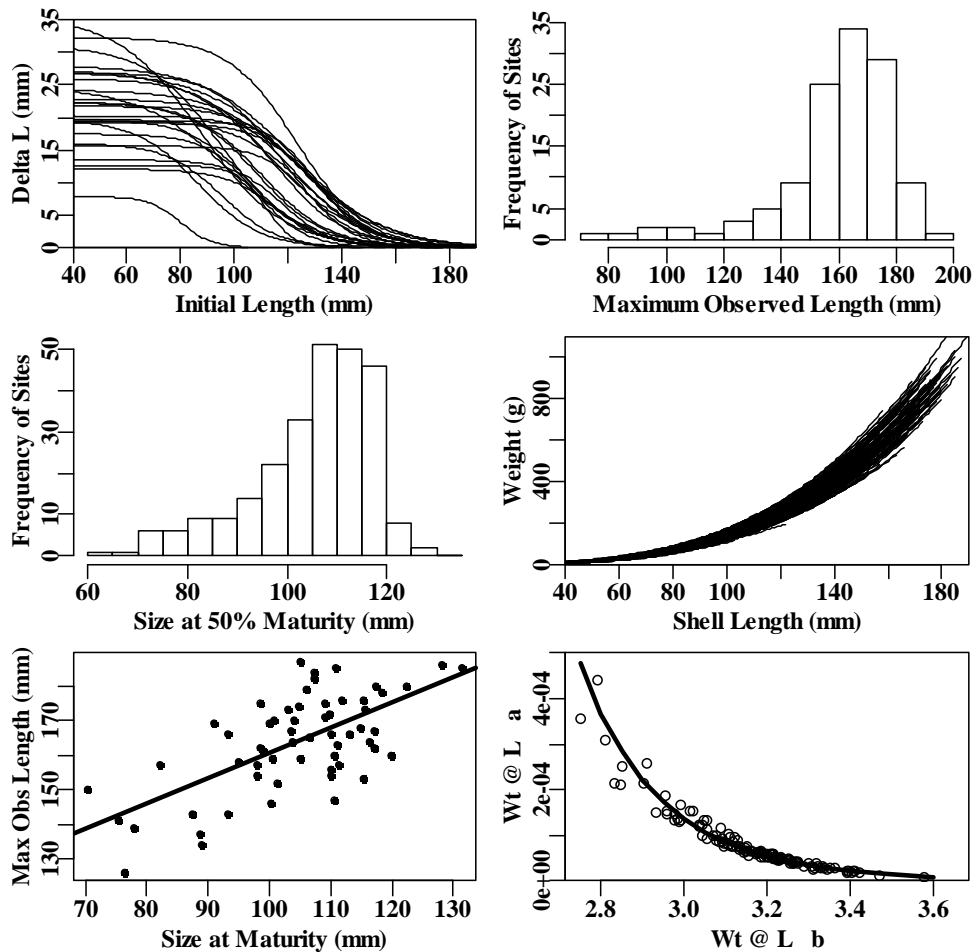 Delta L (mm)
0 5 15 25 35
40 60 80 100 140 180
Initial Length (mm)
Frequency of Sites
0 5 15 25 35
80 100 120 140 160 180 200
Maximum Observed Length (mm)
Frequency of Sites
0 10 30 50
60 80 100 120
Size at 50% Maturity (mm)
Weight (g)
0 400 800
40 60 80 100 140 180
Shell Length (mm)
Max Obs Length (mm)
130 150 170
70 80 90 100 110 120 130
Size at Maturity (mm)
Wt @ L a
0e+00 2e-04 4e-04
2.8 3.0 3.2 3.4 3.6
Wt @ L b